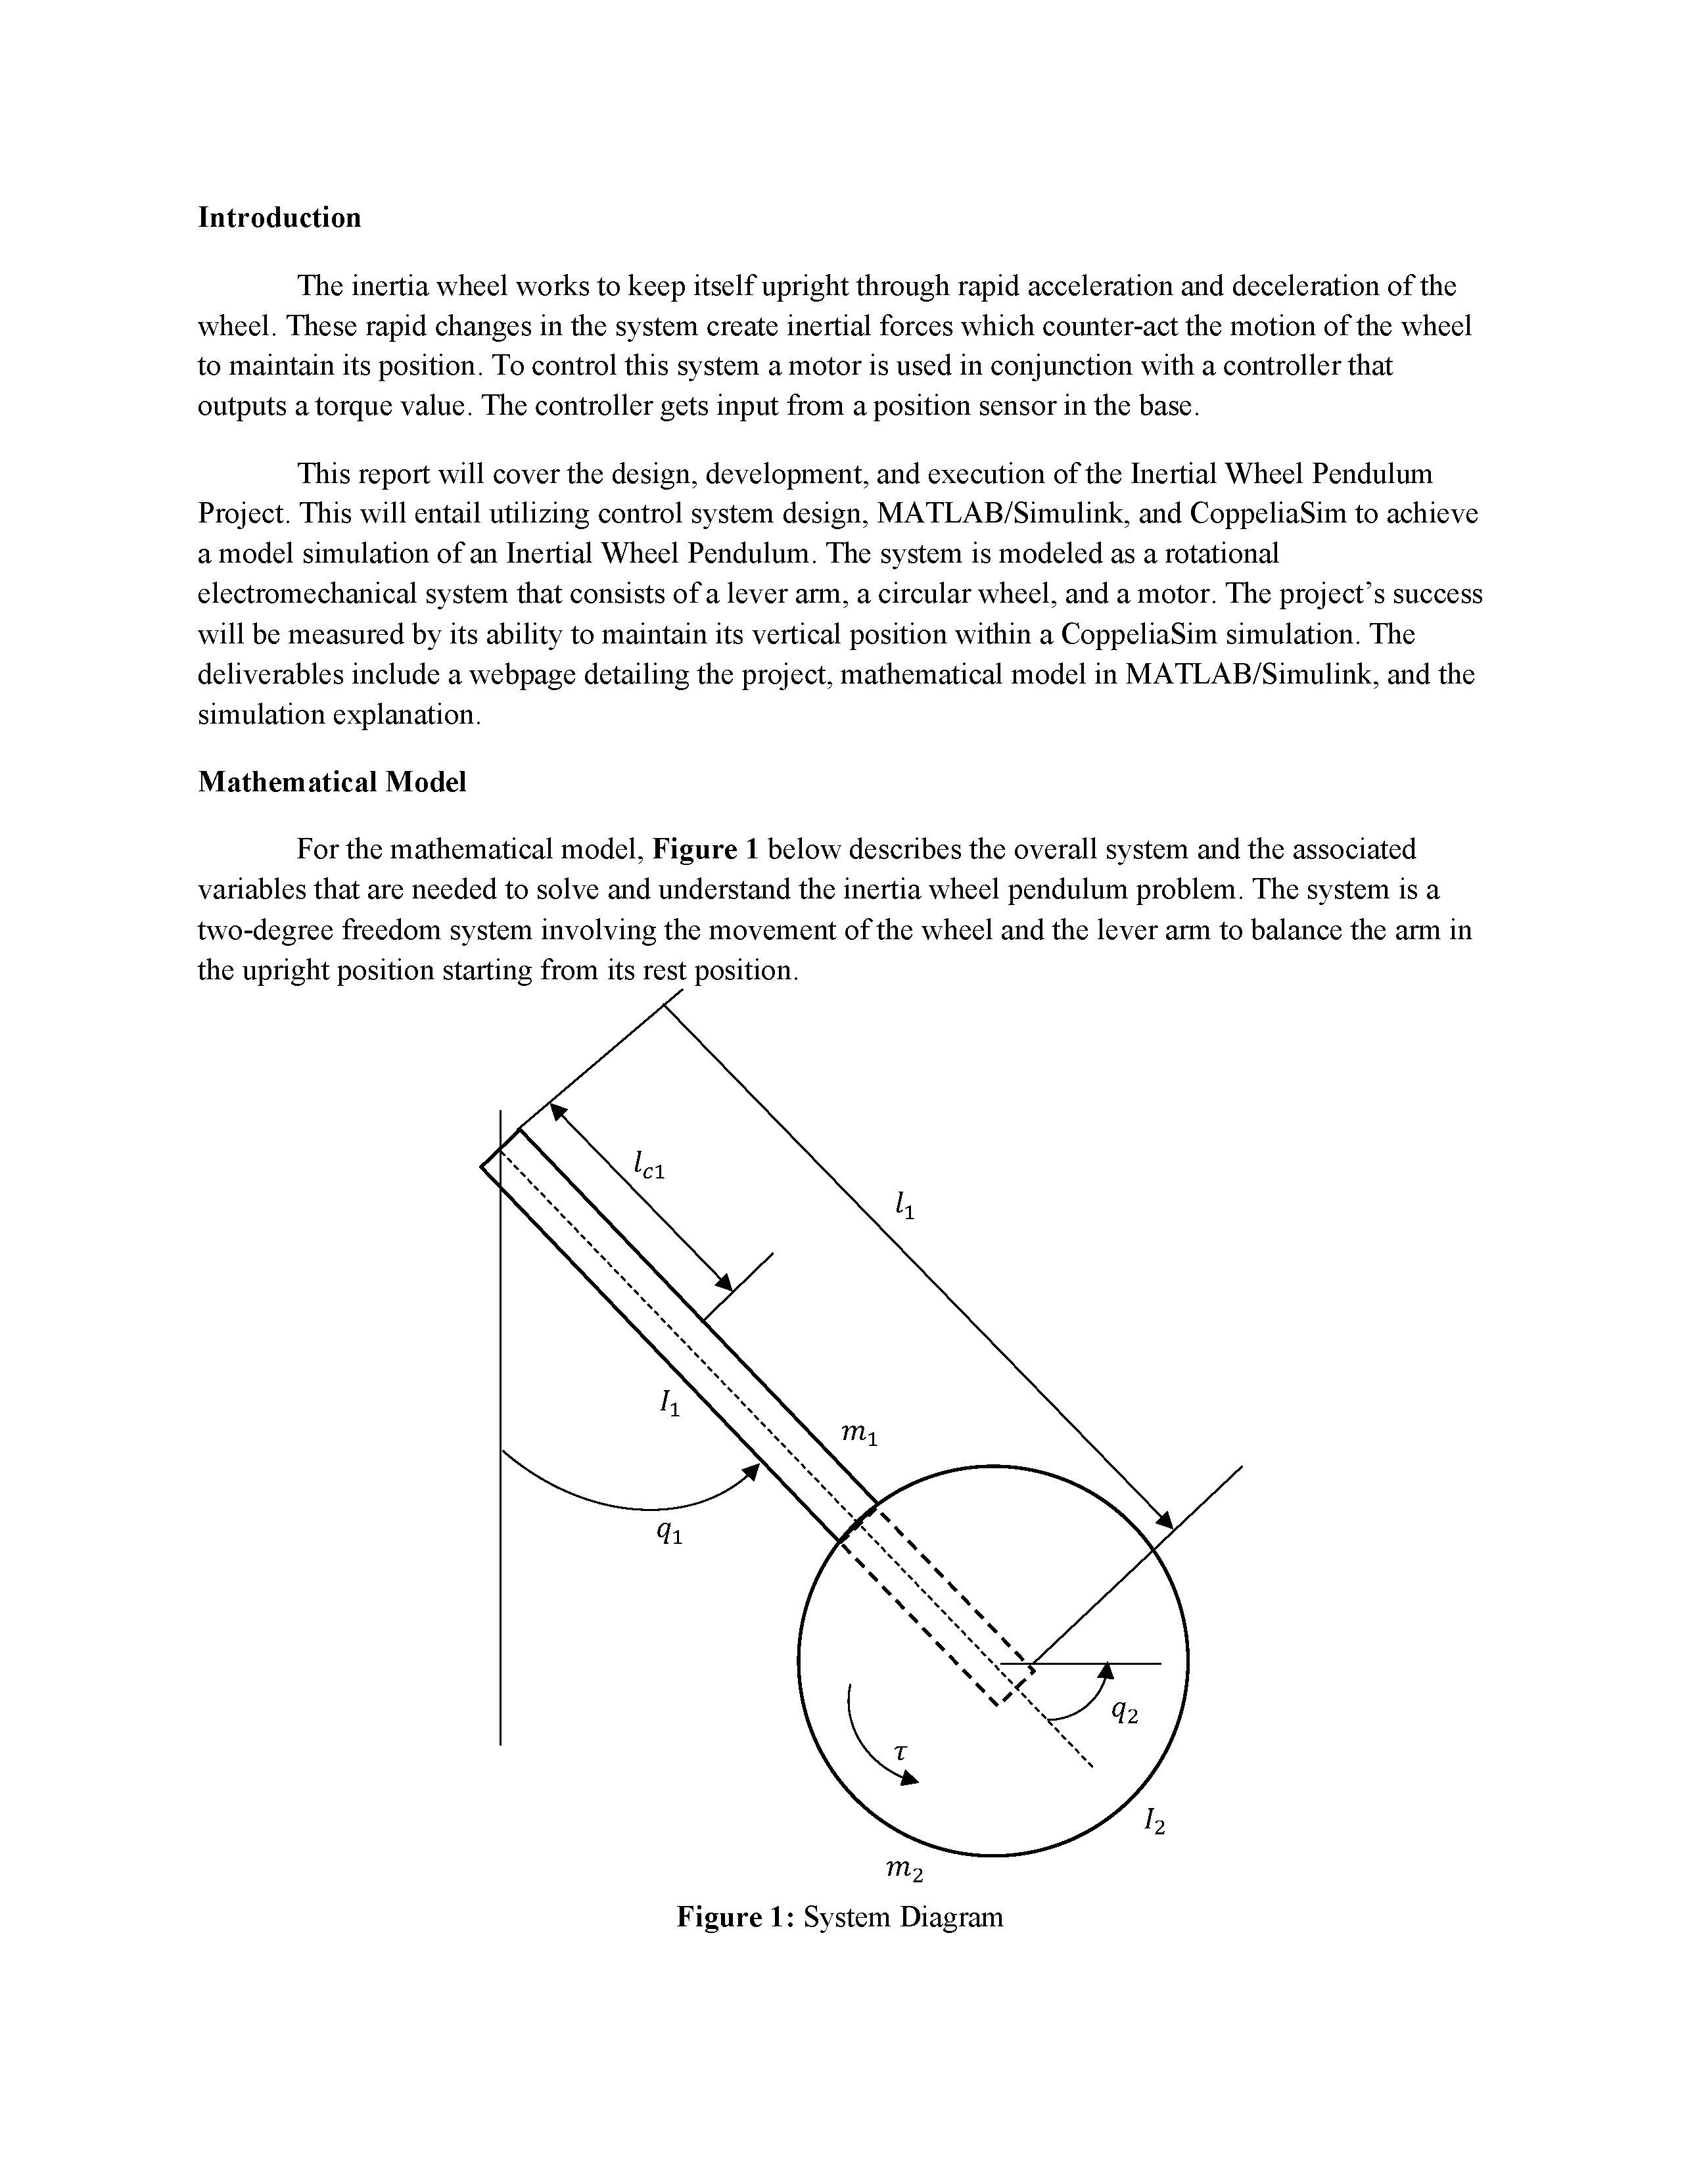 Introduction
The inertia wheel works to keep itself upright through rapid acceleration and deceleration of the
wheel. These rapid changes in the system create inertial forces which counter-act the motion of the wheel
to maintain its position. To control this system a motor is used in conjunction with a controller that
outputs a torque value. The controller gets input from a position sensor in the base.
This report will cover the design, development, and execution of the Inertial Wheel Pendulum
Project. This will entail utilizing control system design, MATLAB/Simulink, and CoppeliaSim to achieve
a model simulation of an Inertial Wheel Pendulum. The system is modeled as a rotational
electromechanical system that consists of a lever arm, a circular wheel, and a motor. The project’s success
will be measured by its ability to maintain its vertical position within a CoppeliaSim simulation. The
deliverables include a webpage detailing the project, mathematical model in MATLAB/Simulink, and the
simulation explanation.
Mathematical Model
For the mathematical model, Figure 1 below describes the overall system and the associated
variables that are needed to solve and understand the inertia wheel pendulum problem. The system is a
two-degree freedom system involving the movement of the wheel and the lever arm to balance the arm in
the upright position starting from its rest position.
l_{c1}
l_1
I_1
m_1
q_1
q_2
τ
I_2
m_2
Figure 1: System Diagram